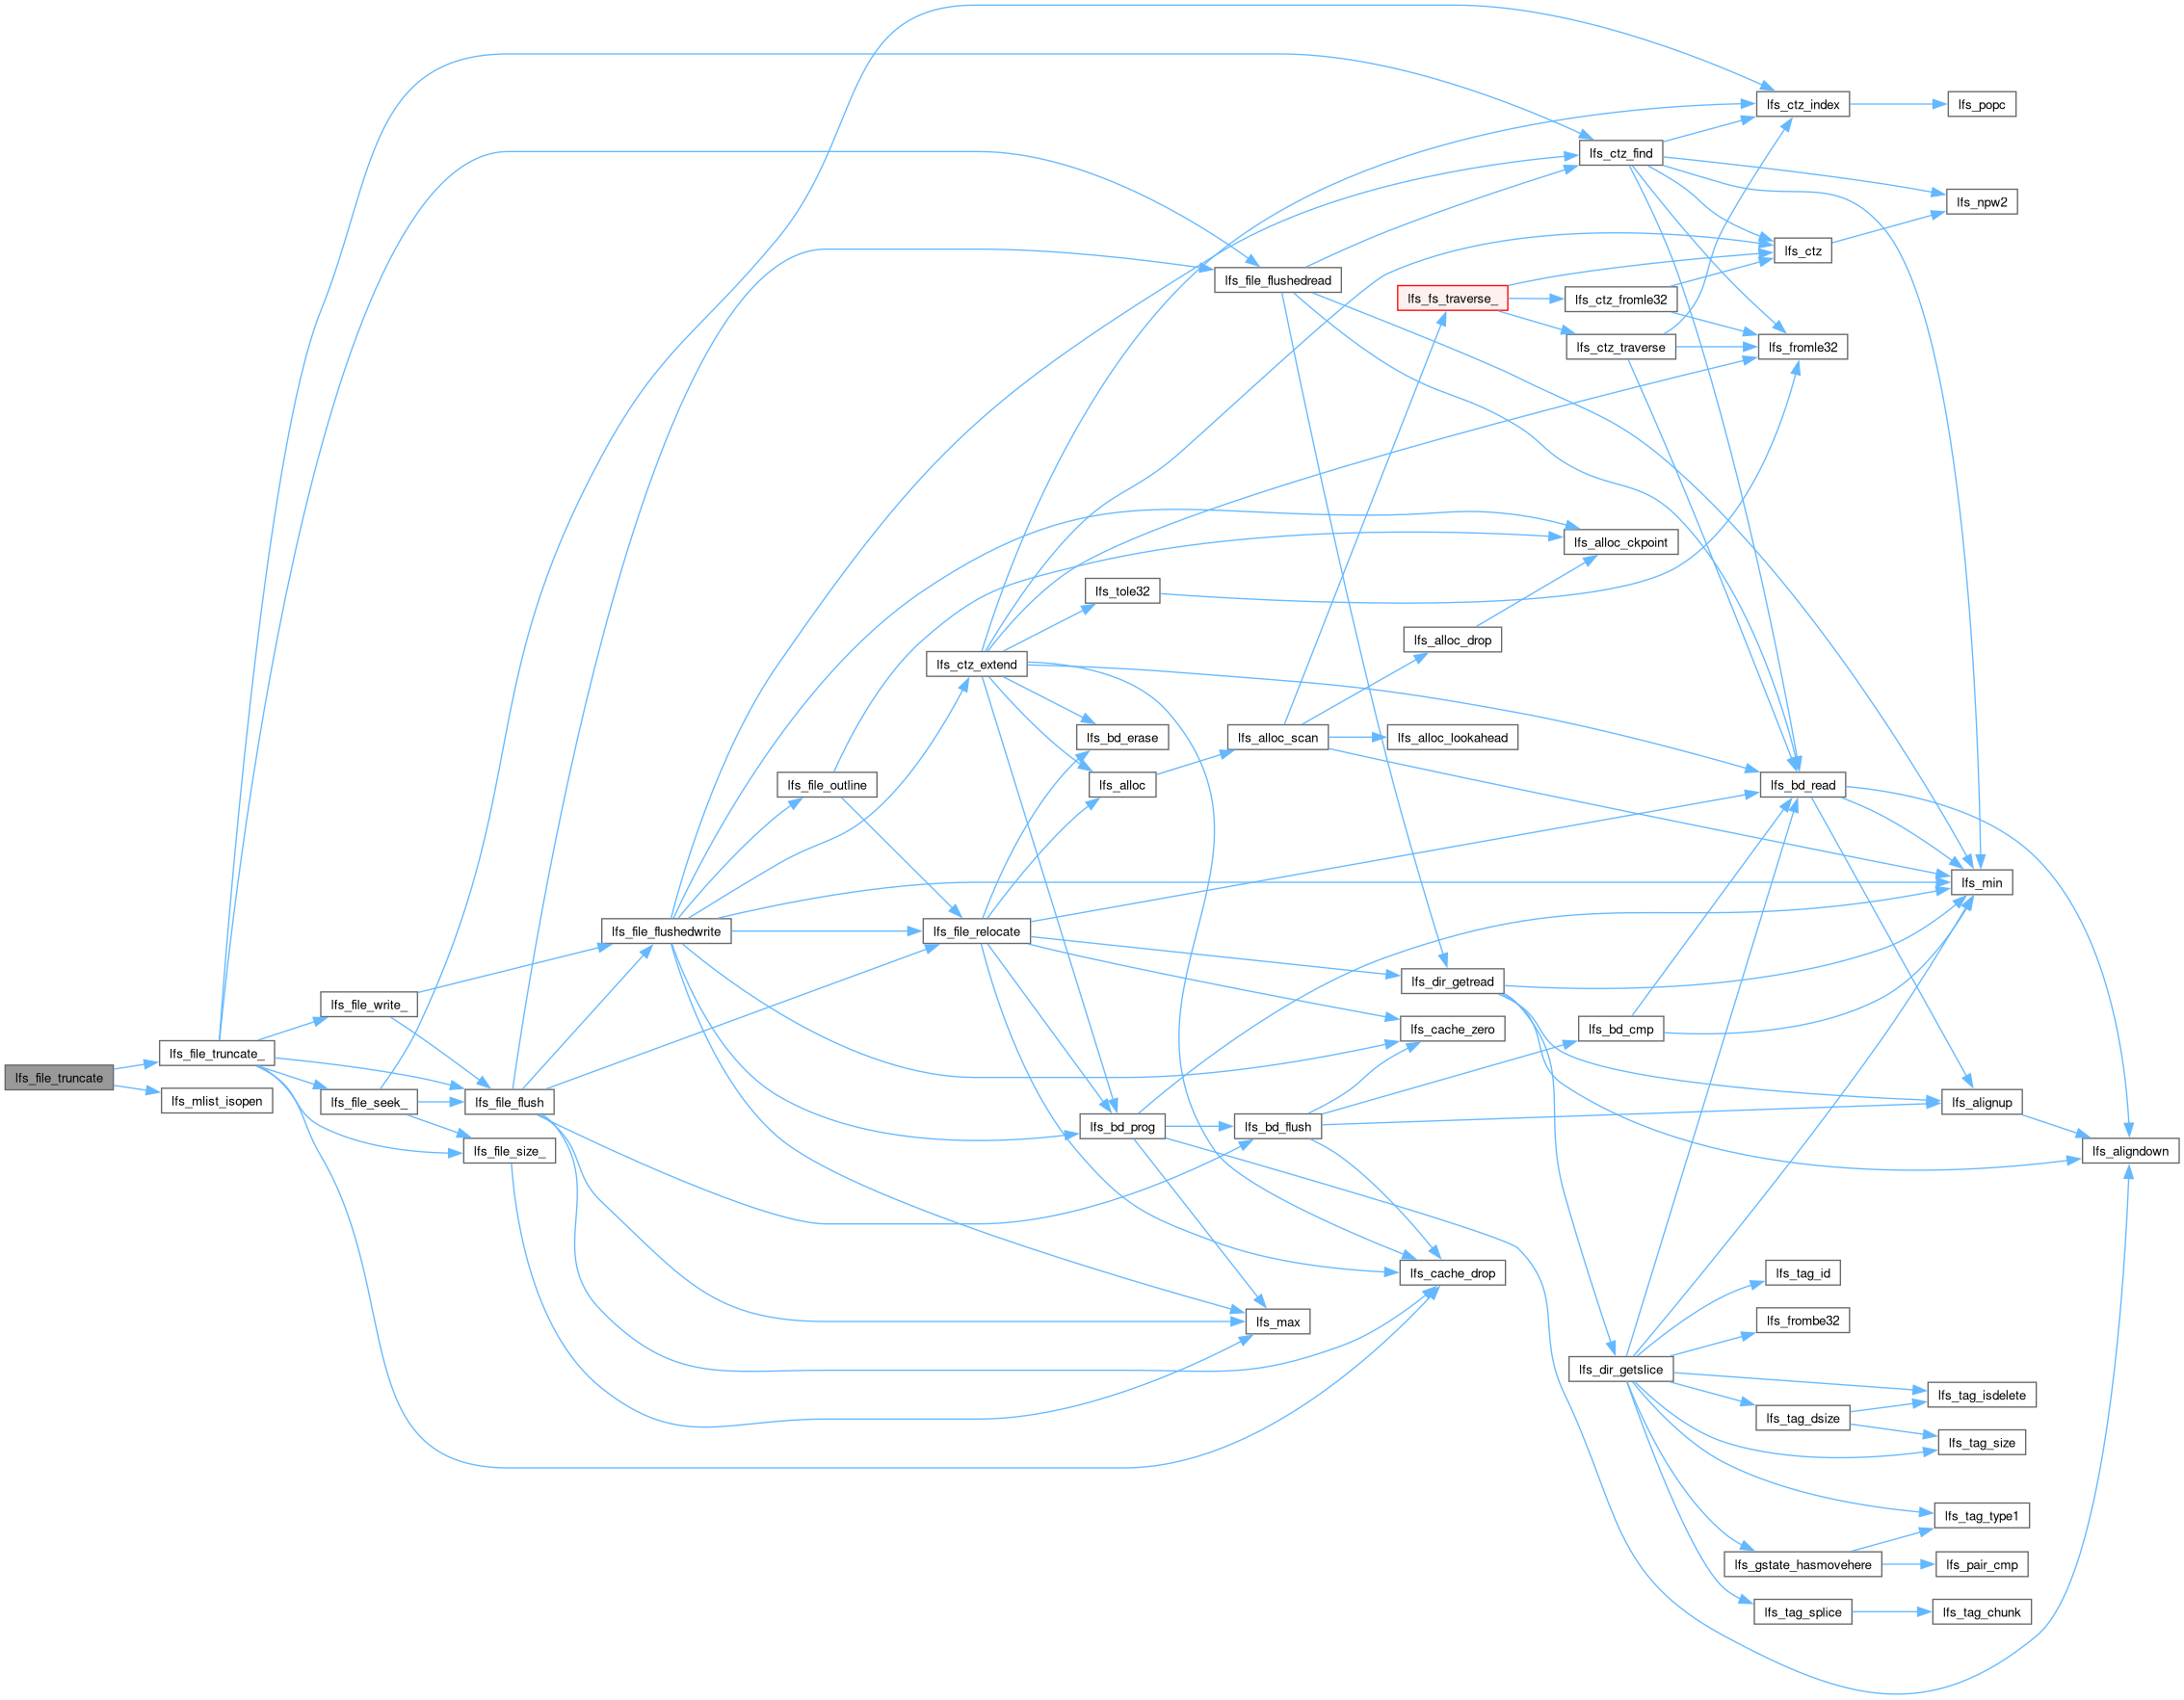 lfs_ctz_index
lfs_popc
lfs_ctz_find
lfs_npw2
lfs_ctz
lfs_file_flushedread
lfs_fs_traverse_
lfs_ctz_fromle32
lfs_ctz_traverse
lfs_fromle32
lfs_alloc_ckpoint
lfs_tole32
lfs_alloc_drop
lfs_ctz_extend
lfs_bd_erase
lfs_alloc_scan
lfs_alloc_lookahead
lfs_file_outline
lfs_alloc
lfs_bd_read
lfs_min
lfs_file_flushedwrite
lfs_file_relocate
lfs_dir_getread
lfs_file_write_
lfs_cache_zero
lfs_bd_cmp
lfs_file_truncate_
lfs_file_truncate
lfs_mlist_isopen
lfs_file_seek_
lfs_file_flush
lfs_alignup
lfs_bd_prog
lfs_bd_flush
lfs_file_size_
lfs_aligndown
lfs_cache_drop
lfs_tag_id
lfs_max
lfs_frombe32
lfs_dir_getslice
lfs_tag_isdelete
lfs_tag_dsize
lfs_tag_size
lfs_tag_type1
lfs_gstate_hasmovehere
lfs_pair_cmp
lfs_tag_splice
lfs_tag_chunk